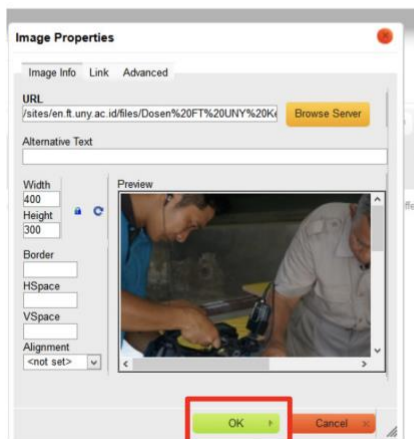 Image Properties
Image Info Link Advanced
URL
/sites/en.ft.uny.ac.id/files/Dosen%20FT%20UNY%20Ke
Browse Server
Alternative Text
Width
400
Height
300
Preview
Border
HSpace
VSpace
Alignment
<not set>
OK
Cancel